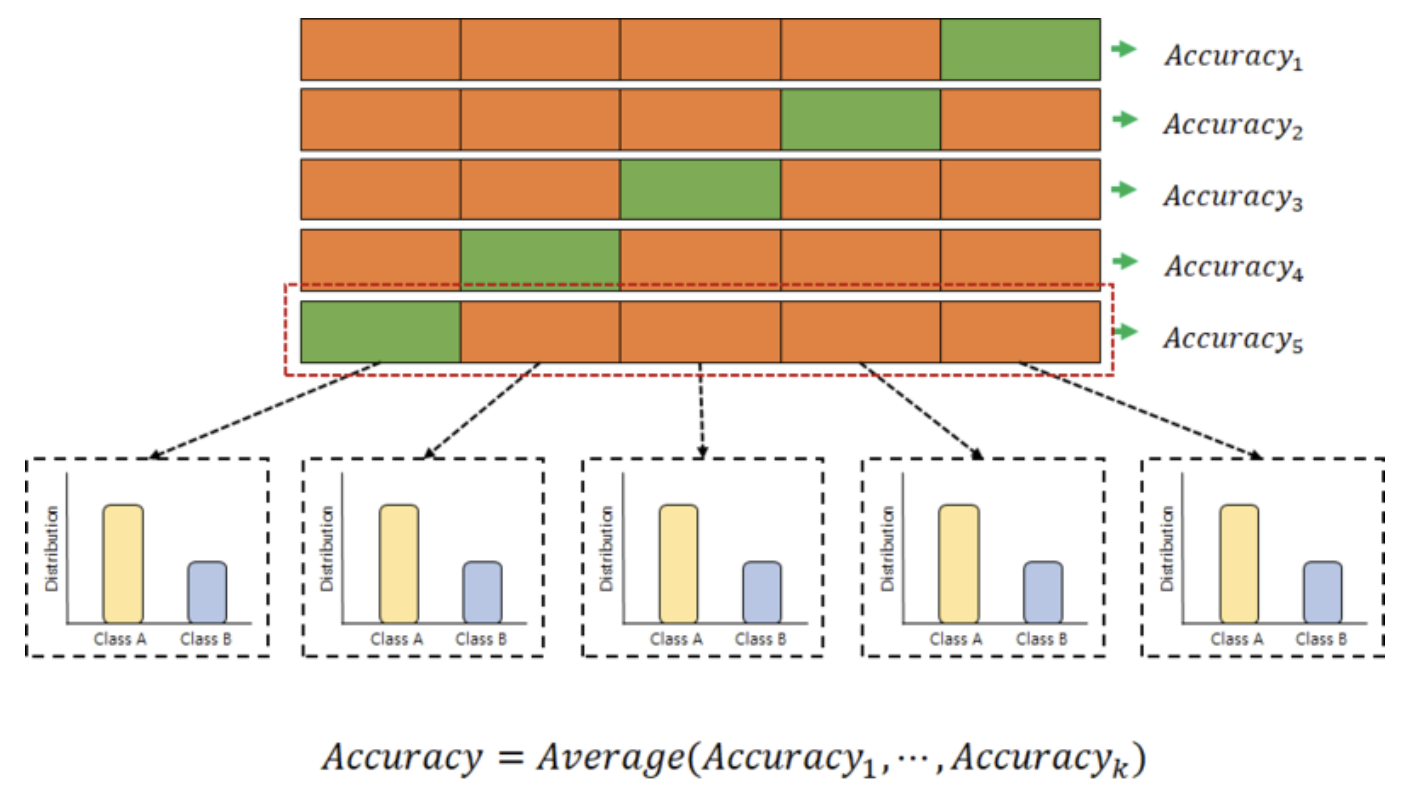 Accuracy₁
Accuracy₂
Accuracy₃
Accuracy₄
Accuracy₅
Distribution
Class A Class B
Distribution
Class A Class B
Distribution
Class A Class B
Distribution
Class A Class B
Distribution
Class A Class B
Accuracy = Average(Accuracy₁, ⋯ , Accuracyₖ)